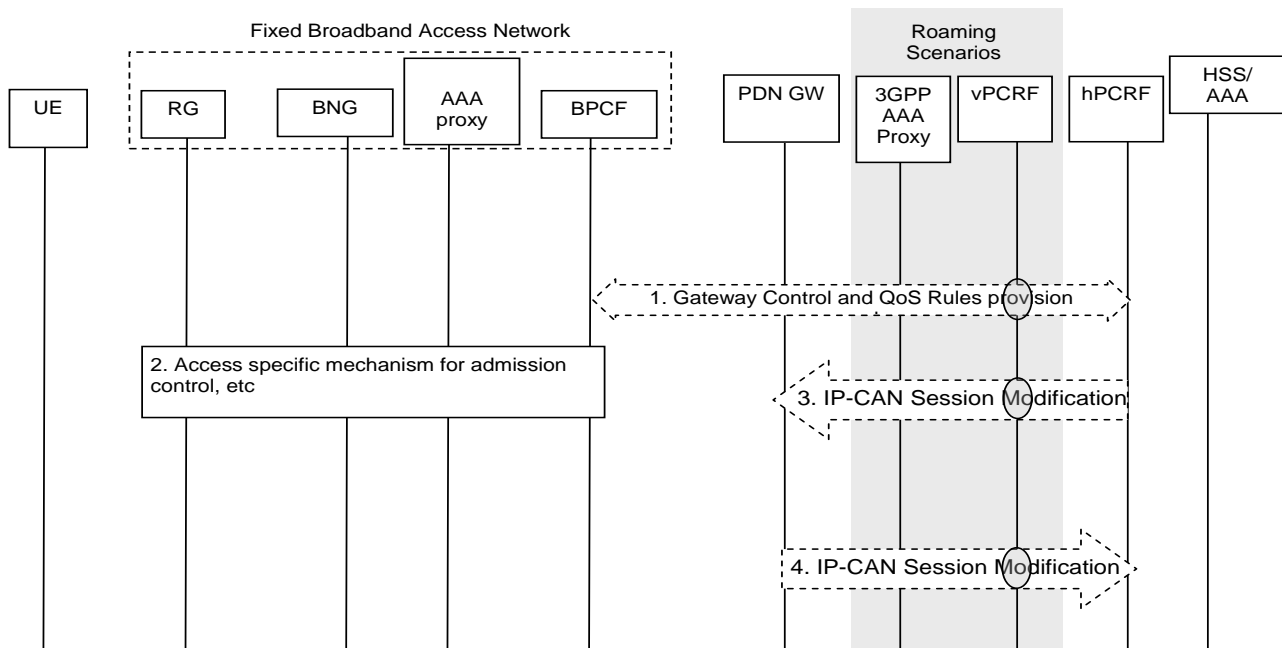 Fixed Broadband Access Network
Roaming
Scenarios
UE
RG
BNG
AAA
proxy
BPCF
PDN GW
3GPP
AAA
Proxy
vPCRF
hPCRF
HSS/
AAA
1. Gateway Control and QoS Rules provision
2. Access specific mechanism for admission
control, etc
3. IP-CAN Session Modification
4. IP-CAN Session Modification